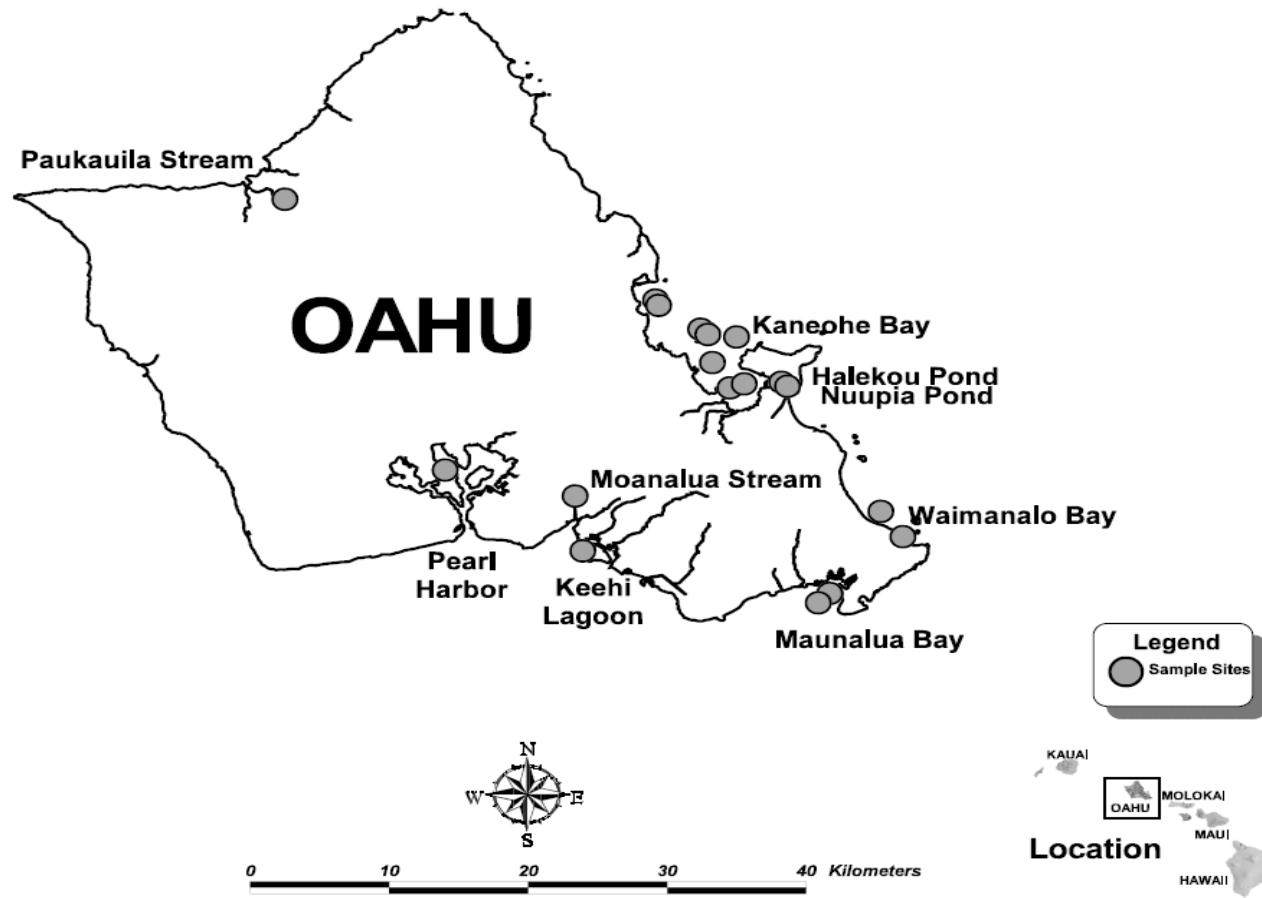 Paukauila Stream
OAHU
Kaneohe Bay
Halekou Pond
Nuupia Pond
Moanalua Stream
Waimanalo Bay
Pearl
Harbor
Keehi
Lagoon
Maunalua Bay
Legend
Sample Sites
N
W
E
S
KAUAI
OAHU
MOLOKAI
MAUI
HAWAII
Location
0 10 20 30 40 Kilometers